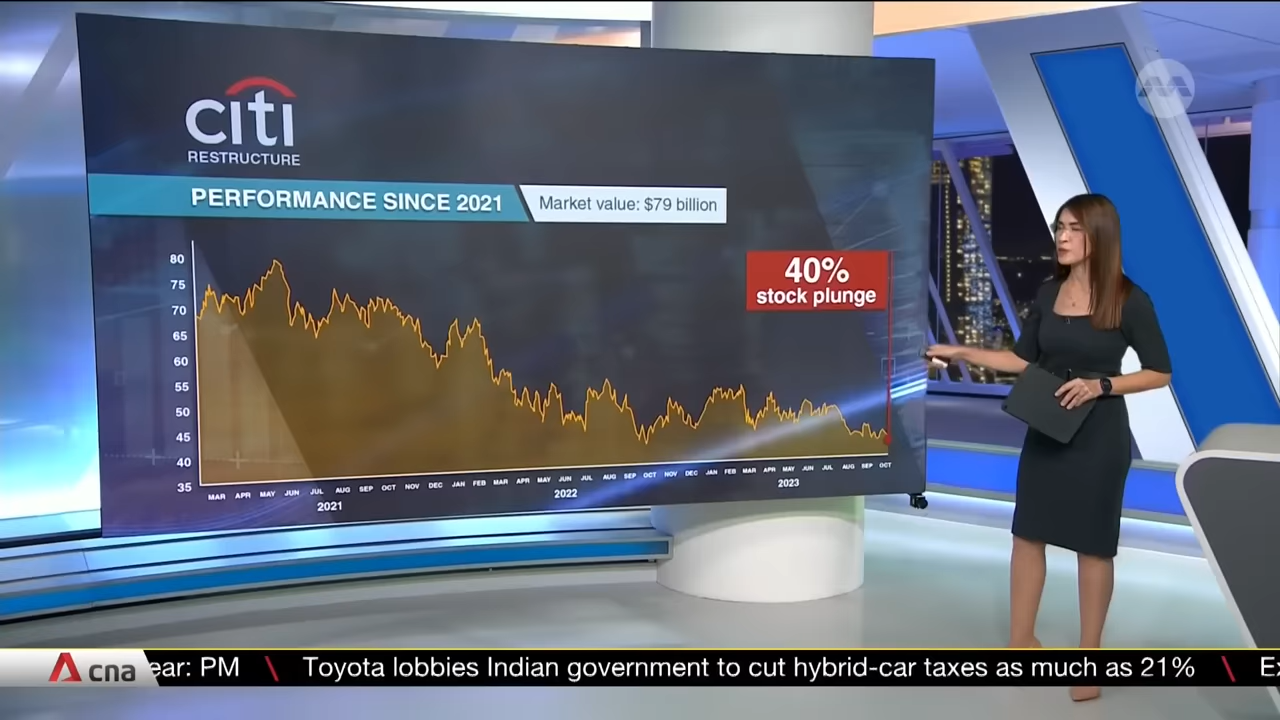 citi
RESTRUCTURE
PERFORMANCE SINCE 2021
Market value: $79 billion
40%
stock plunge
80
75
70
65
60
55
50
45
40
35
MAR APR MAY JUN JUL AUG SEP OCT NOV DEC JAN FEB MAR APR MAY JUN JUL AUG SEP OCT NOV DEC JAN FEB MAR APR MAY JUN JUL AUG SEP OCT
2021 2022 2023
cna ear: PM \ Toyota lobbies Indian government to cut hybrid-car taxes as much as 21% \ E